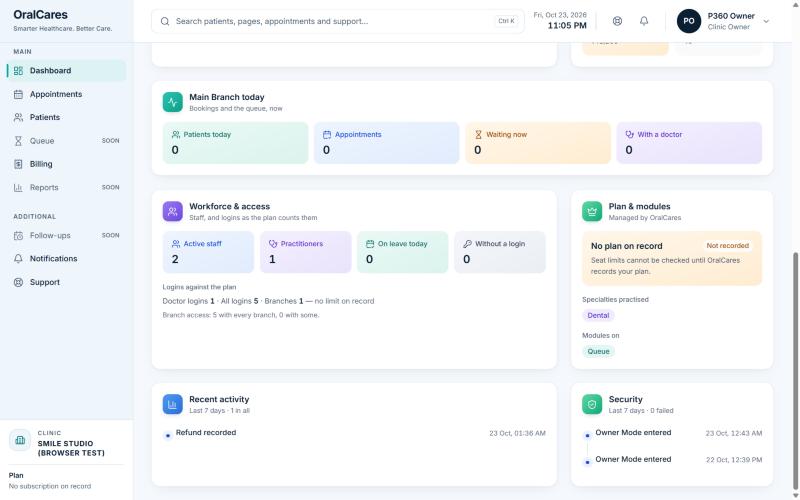 OralCares
Smarter Healthcare. Better Care.
Search patients, pages, appointments and support...
Ctrl K
Fri, Oct 23, 2026
11:05 PM
PO
P360 Owner
Clinic Owner
MAIN
Dashboard
Appointments
Patients
Queue SOON
Billing
Reports SOON
ADDITIONAL
Follow-ups SOON
Notifications
Support
CLINIC
SMILE STUDIO
(BROWSER TEST)
Plan
No subscription on record
Main Branch today
Bookings and the queue, now
Patients today
0
Appointments
0
Waiting now
0
With a doctor
0
Workforce & access
Staff, and logins as the plan counts them
Active staff
2
Practitioners
1
On leave today
0
Without a login
0
Logins against the plan
Doctor logins 1 · All logins 5 · Branches 1 — no limit on record
Branch access: 5 with every branch, 0 with some.
Plan & modules
Managed by OralCares
No plan on record Not recorded
Seat limits cannot be checked until OralCares
records your plan.
Specialties practised
Dental
Modules on
Queue
Recent activity
Last 7 days · 1 in all
Refund recorded 23 Oct, 01:36 AM
Security
Last 7 days · 0 failed
Owner Mode entered 23 Oct, 12:43 AM
Owner Mode entered 22 Oct, 12:39 PM